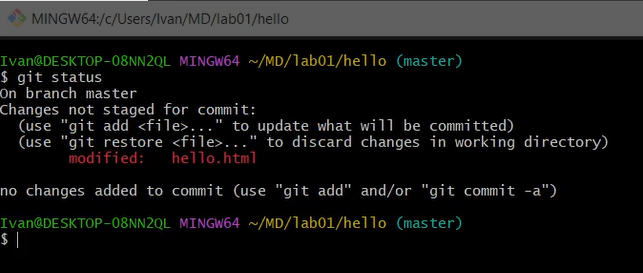 MINGW64:/c/Users/Ivan/MD/lab01/hello
Ivan@DESKTOP-08NN2QL MINGW64 ~/MD/lab01/hello (master)
$ git status
On branch master
Changes not staged for commit:
  (use "git add <file>..." to update what will be committed)
  (use "git restore <file>..." to discard changes in working directory)
        modified:   hello.html

no changes added to commit (use "git add" and/or "git commit -a")

Ivan@DESKTOP-08NN2QL MINGW64 ~/MD/lab01/hello (master)
$